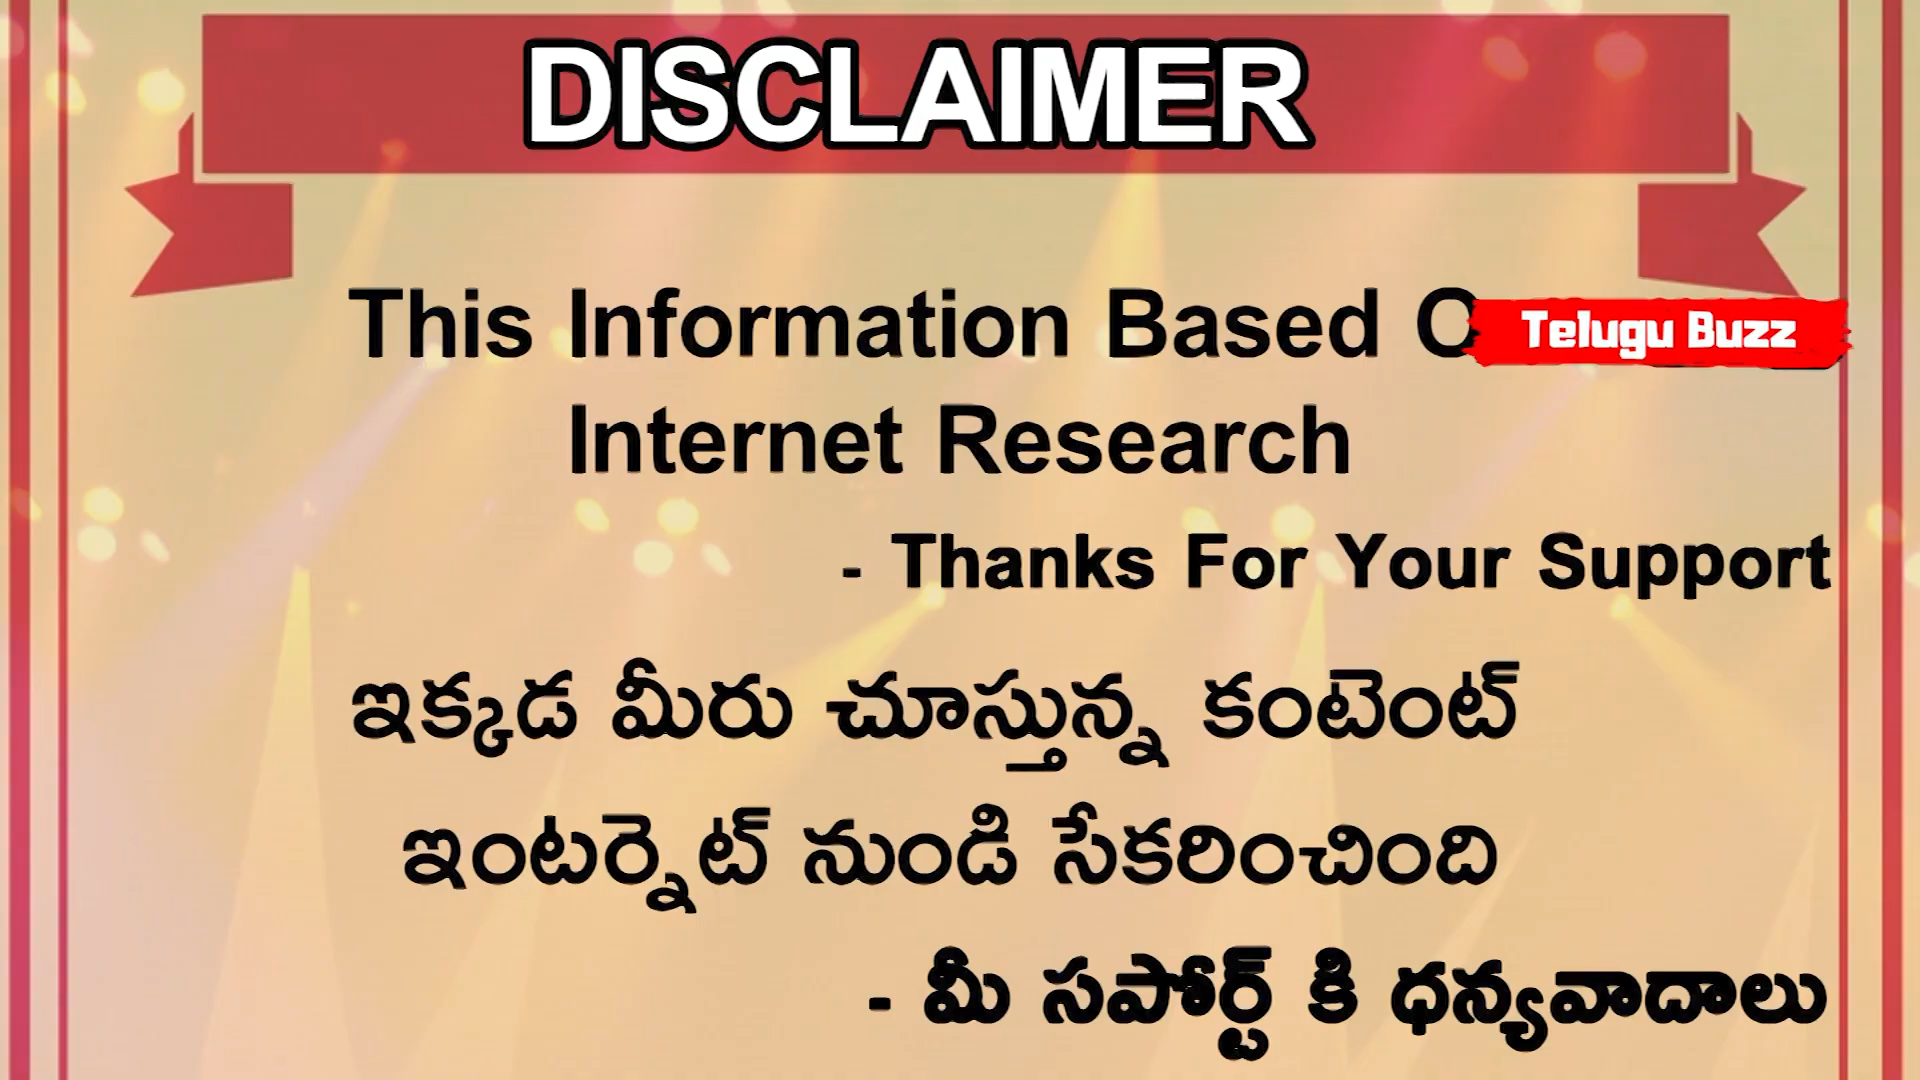 DISCLAIMER
This Information Based
Telugu Buzz
Internet Research
- Thanks For Your Support
ఇక్కడ మీరు చూస్తున్న కంటెంట్
ఇంటర్నెట్ నుండి సేకరించింది
- మీ సపోర్ట్ కి ధన్యవాదాలు